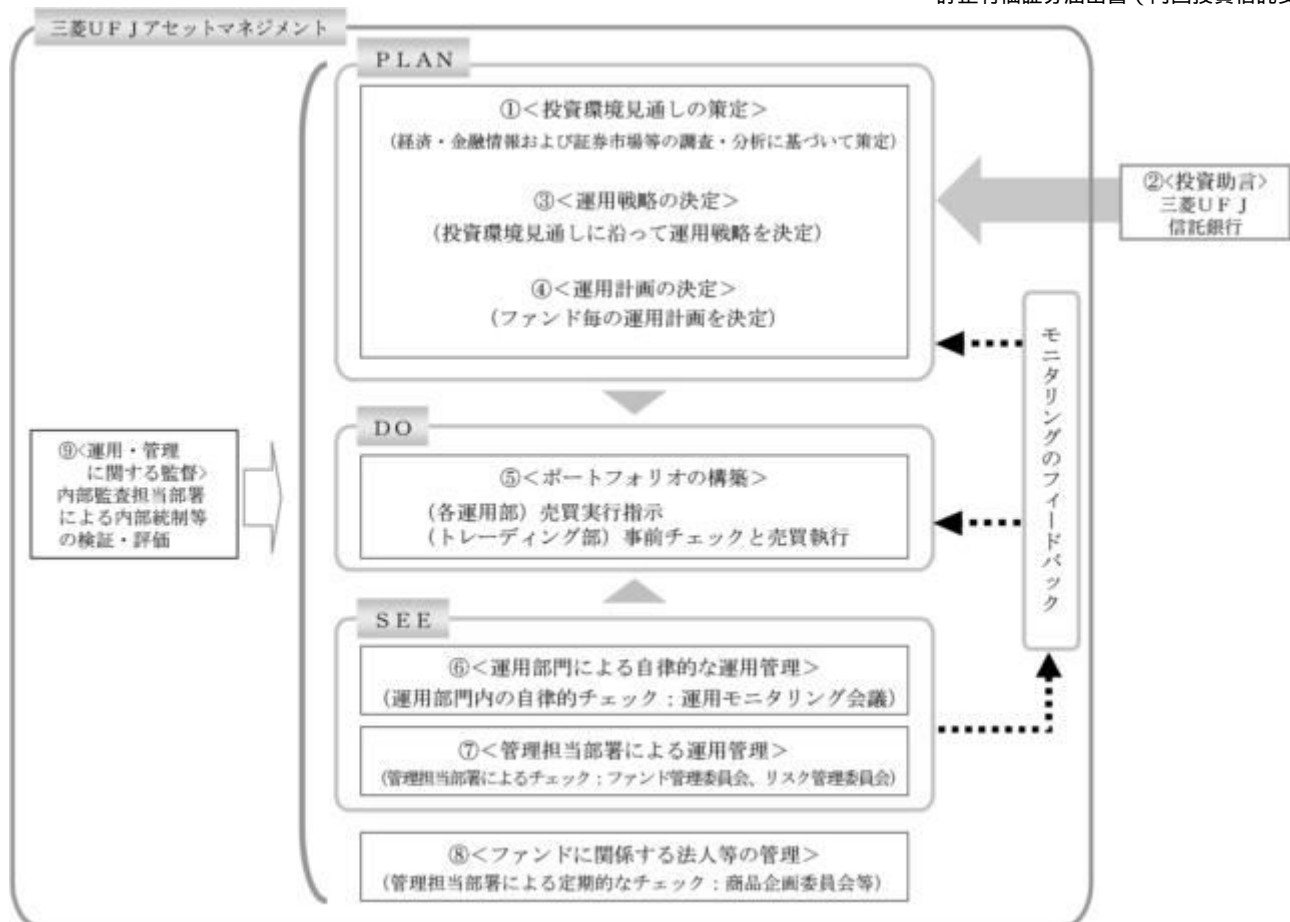 三菱ＵＦＪアセットマネジメント
ＰＬＡＮ
①＜投資環境見通しの策定＞
（経済・金融情報および証券市場等の調査・分析に基づいて策定）
③＜運用戦略の決定＞
（投資環境見通しに沿って運用戦略を決定）
④＜運用計画の決定＞
（ファンド毎の運用計画を決定）
②<投資助言>
三菱ＵＦＪ
信託銀行
モニタリングのフィードバック
ＤＯ
⑤＜ポートフォリオの構築＞
（各運用部）売買実行指示
（トレーディング部）事前チェックと売買執行
⑨<運用・管理
に関する監督>
内部監査担当部署
による内部統制等
の検証・評価
ＳＥＥ
⑥＜運用部門による自律的な運用管理＞
（運用部門内の自律的チェック：運用モニタリング会議）
⑦＜管理担当部署による運用管理＞
（管理担当部署によるチェック：ファンド管理委員会、リスク管理委員会）
⑧＜ファンドに関係する法人等の管理＞
（管理担当部署による定期的なチェック：商品企画委員会等）